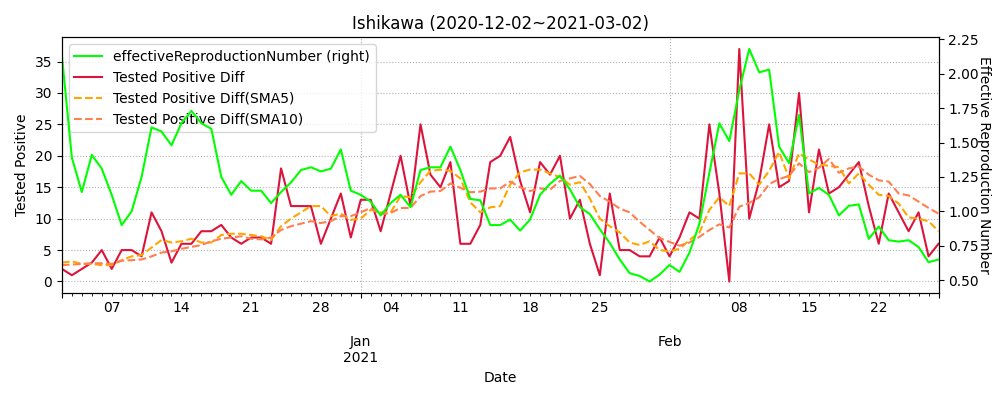 Ishikawa (2020-12-02~2021-03-02)
effectiveReproductionNumber (right)
Tested Positive Diff
Tested Positive Diff(SMA5)
Tested Positive Diff(SMA10)
Tested Positive
35
30
25
20
15
10
5
0
2.25
2.00
1.75
1.50
1.25
1.00
0.75
0.50
Effective Reproduction Number
07
14
21
28
04
11
18
25
08
15
22
Jan
2021
Feb
Date